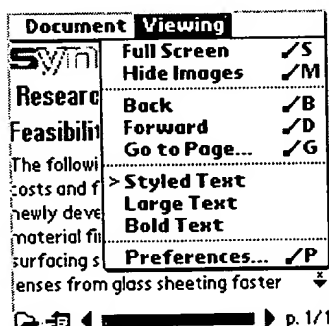 Document Viewing
Full Screen /S
Hide Images /M
Back /B
Forward /D
Go to Page... /G
> Styled Text
Large Text
Bold Text
Preferences... /P
Researc
Feasibilit
The followi
costs and f
newly deve
material fi
surfacing s
lenses from glass sheeting faster
p. 1/1